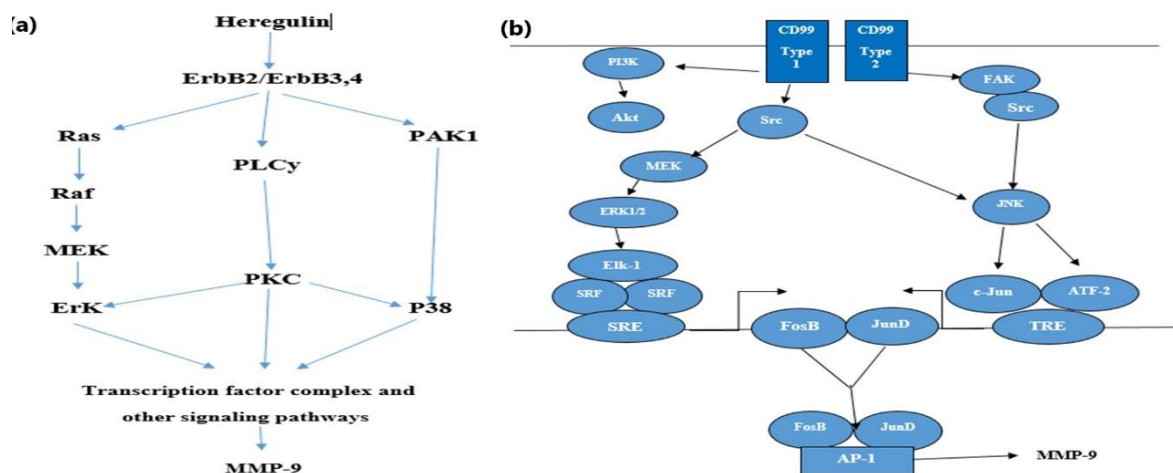 (a)
Heregulin
ErbB2/ErbB3,4
Ras
PAK1
PLCy
Raf
MEK
PKC
ErK
P38
Transcription factor complex and
other signaling pathways
MMP-9
(b)
CD99
Type
1
CD99
Type
2
PI3K
FAK
Akt
Src
Src
MEK
ERK1/2
JNK
Elk-1
SRF
SRF
c-Jun
ATF-2
SRE
FosB
JunD
TRE
FosB
JunD
AP-1
MMP-9